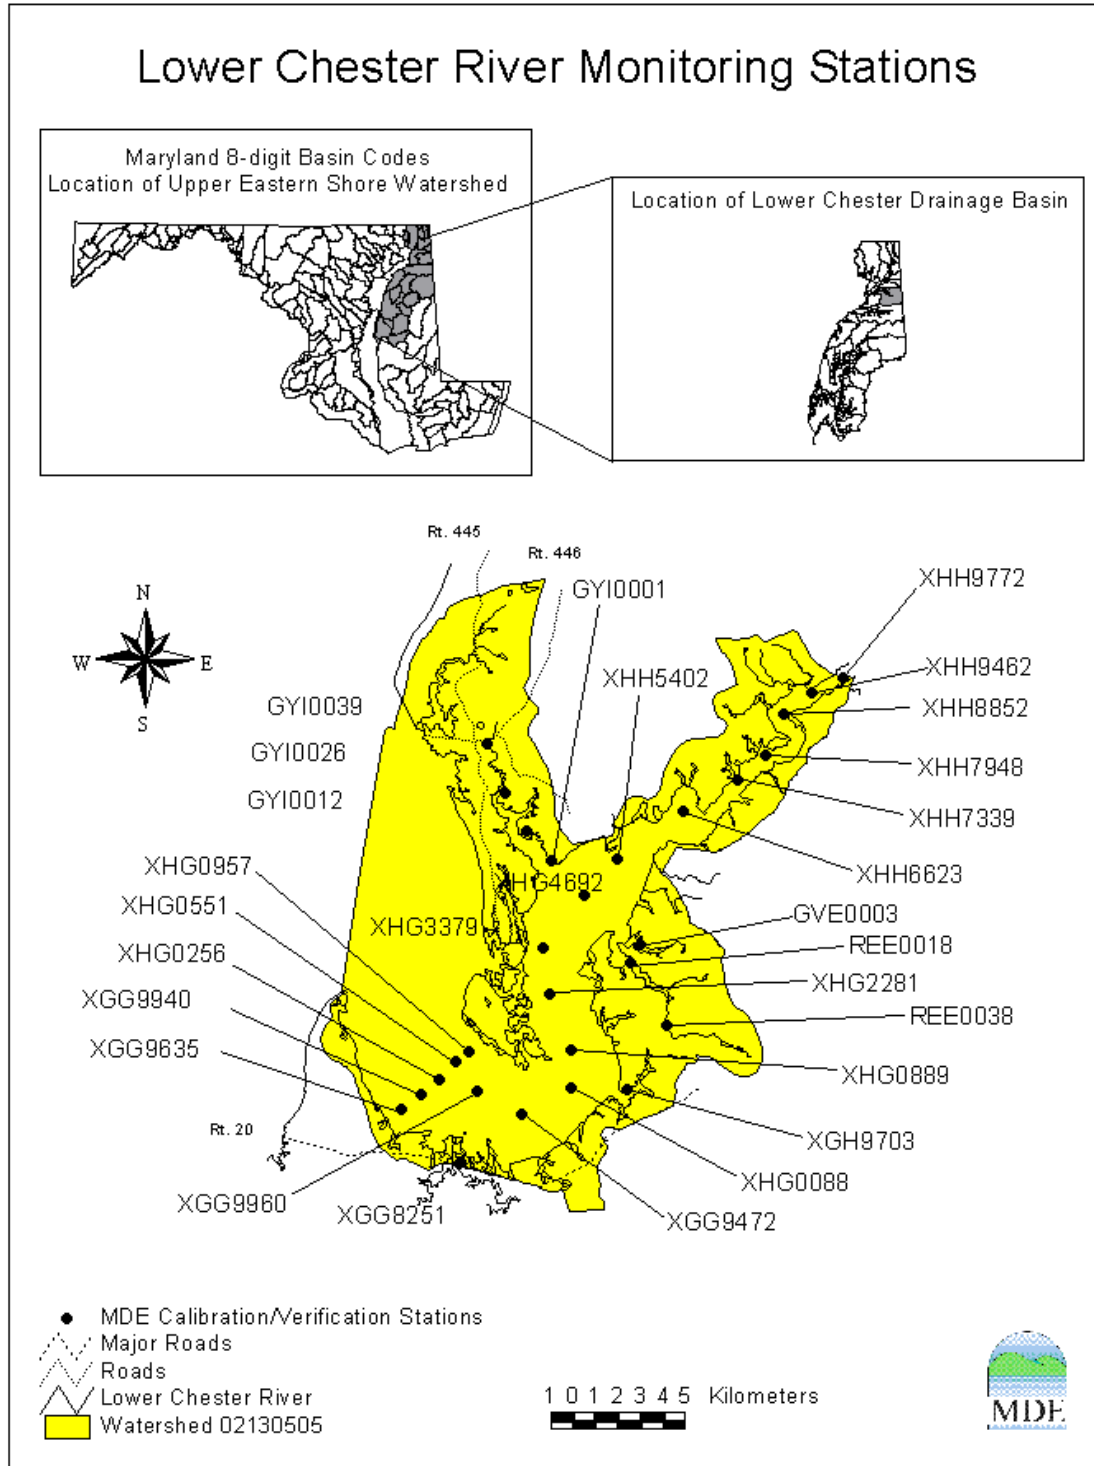 Lower Chester River Monitoring Stations
Maryland 8-digit Basin Codes
Location of Upper Eastern Shore Watershed
Location of Lower Chester Drainage Basin
Rt. 445
Rt. 446
N
W
E
S
GYI0001
XHH9772
XHH5402
XHH9462
XHH8852
GYI0039
GYI0026
GYI0012
XHH7948
XHH7339
XHG0957
XHH6623
XHG4692
XHG0551
GVE0003
XHG3379
REE0018
XHG0256
XHG2281
XGG9940
REE0038
XGG9635
XHG0889
Rt. 20
XGH9703
XHG0088
XGG9960
XGG8251
XGG9472
MDE Calibration/Verification Stations
Major Roads
Roads
Lower Chester River
Watershed 02130505
1 0 1 2 3 4 5 Kilometers
MDE